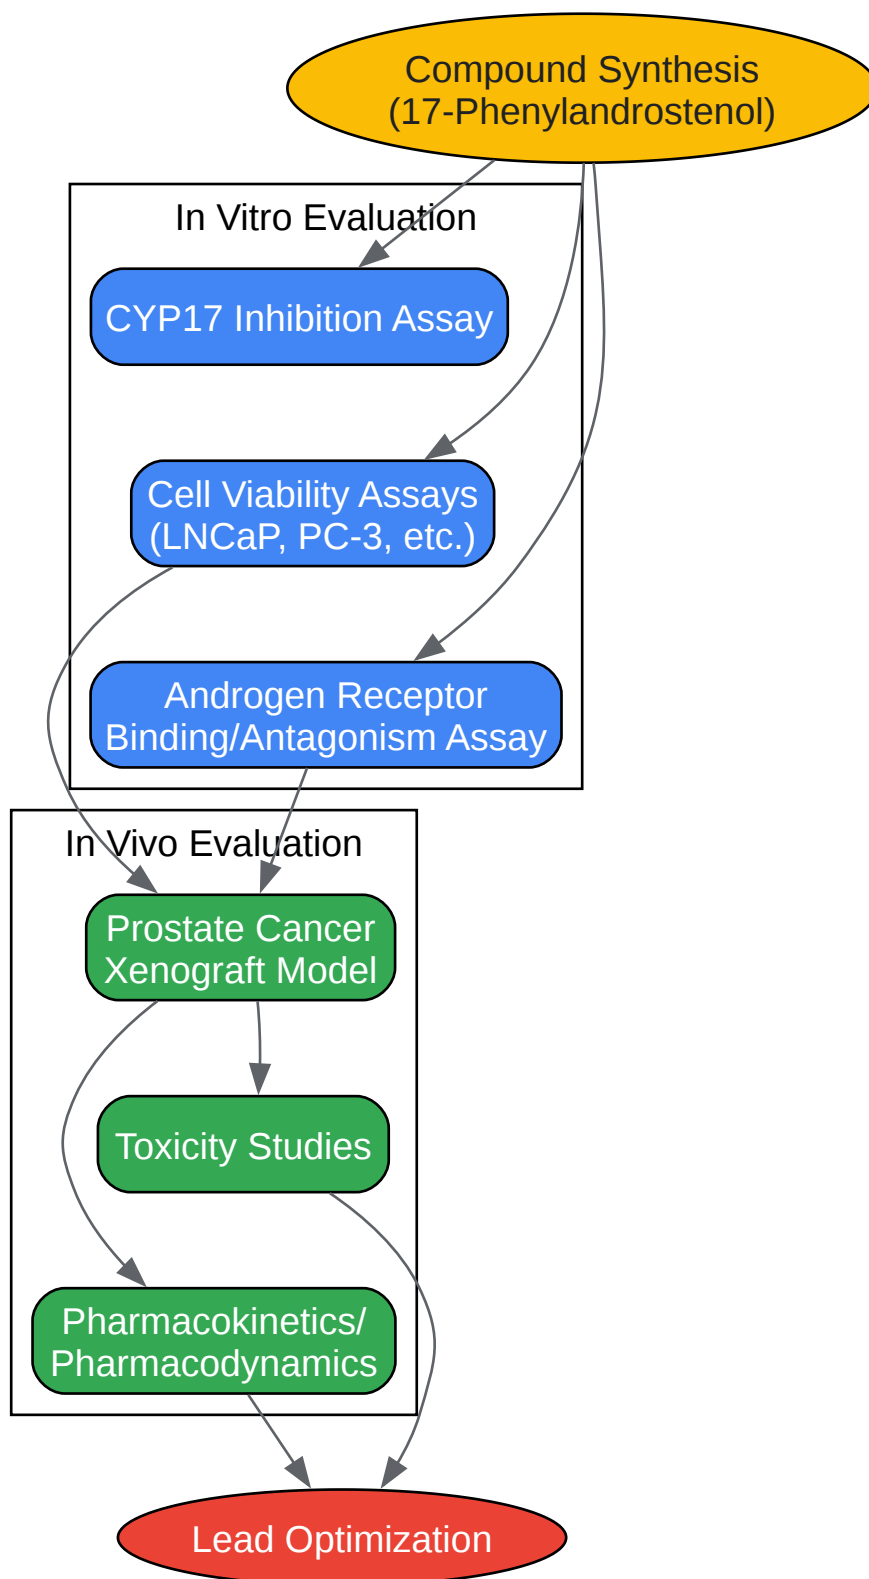 Compound Synthesis
(17-Phenylandrostenol)
In Vitro Evaluation
CYP17 Inhibition Assay
Cell Viability Assays
(LNCaP, PC-3, etc.)
Androgen Receptor
Binding/Antagonism Assay
In Vivo Evaluation
Prostate Cancer
Xenograft Model
Toxicity Studies
Pharmacokinetics/
Pharmacodynamics
Lead Optimization